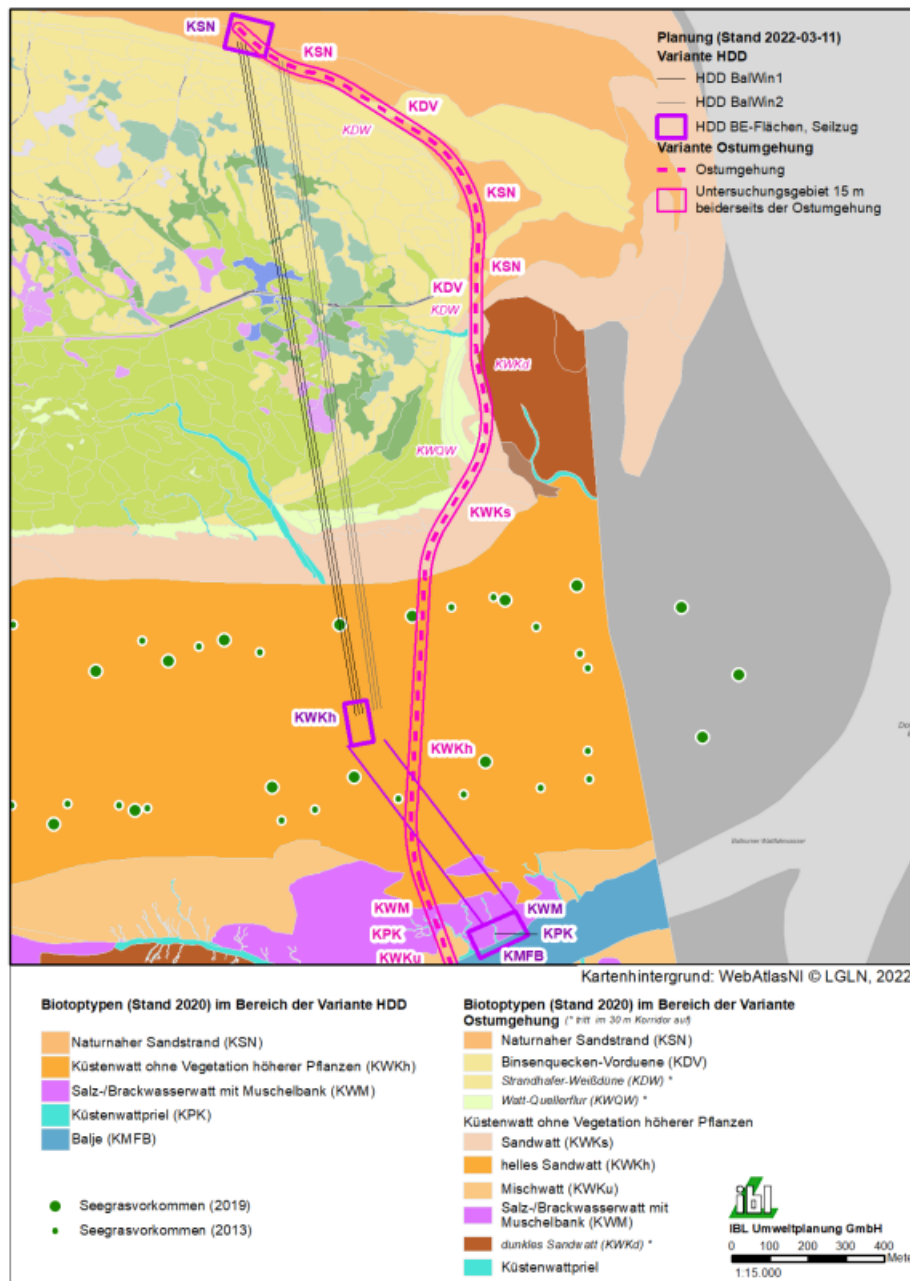 KSN
KSN
KDV
KDW
KSN
KSN
KDV
KDW
KWKd
KWQW
KWKs
KWKh
KWKh
KWM
KWM
KPK
KPK
KWKu
KMFB
Planung (Stand 2022-03-11)
Variante HDD
HDD BalWin1
HDD BalWin2
HDD BE-Flächen, Seilzug
Variante Ostumgehung
Ostumgehung
Untersuchungsgebiet 15 m
beiderseits der Ostumgehung
Kartenhintergrund: WebAtlasNI © LGLN, 2022
Biotoptypen (Stand 2020) im Bereich der Variante HDD
Naturnaher Sandstrand (KSN)
Küstenwatt ohne Vegetation höherer Pflanzen (KWKh)
Salz-/Brackwasserwatt mit Muschelbank (KWM)
Küstenwattpriel (KPK)
Balje (KMFB)
Seegrasvorkommen (2019)
Seegrasvorkommen (2013)
Biotoptypen (Stand 2020) im Bereich der Variante
Ostumgehung (* tritt im 30 m Korridor auf)
Naturnaher Sandstrand (KSN)
Binsenquecken-Vorduene (KDV)
Strandhafer-Weißdüne (KDW) *
Watt-Quellerflur (KWQW) *
Küstenwatt ohne Vegetation höherer Pflanzen
Sandwatt (KWKs)
helles Sandwatt (KWKh)
Mischwatt (KWKu)
Salz-/Brackwasserwatt mit
Muschelbank (KWM)
dunkles Sandwatt (KWKd) *
Küstenwattpriel
ibl
IBL Umweltplanung GmbH
0 100 200 300 400
Mete
1:15.000